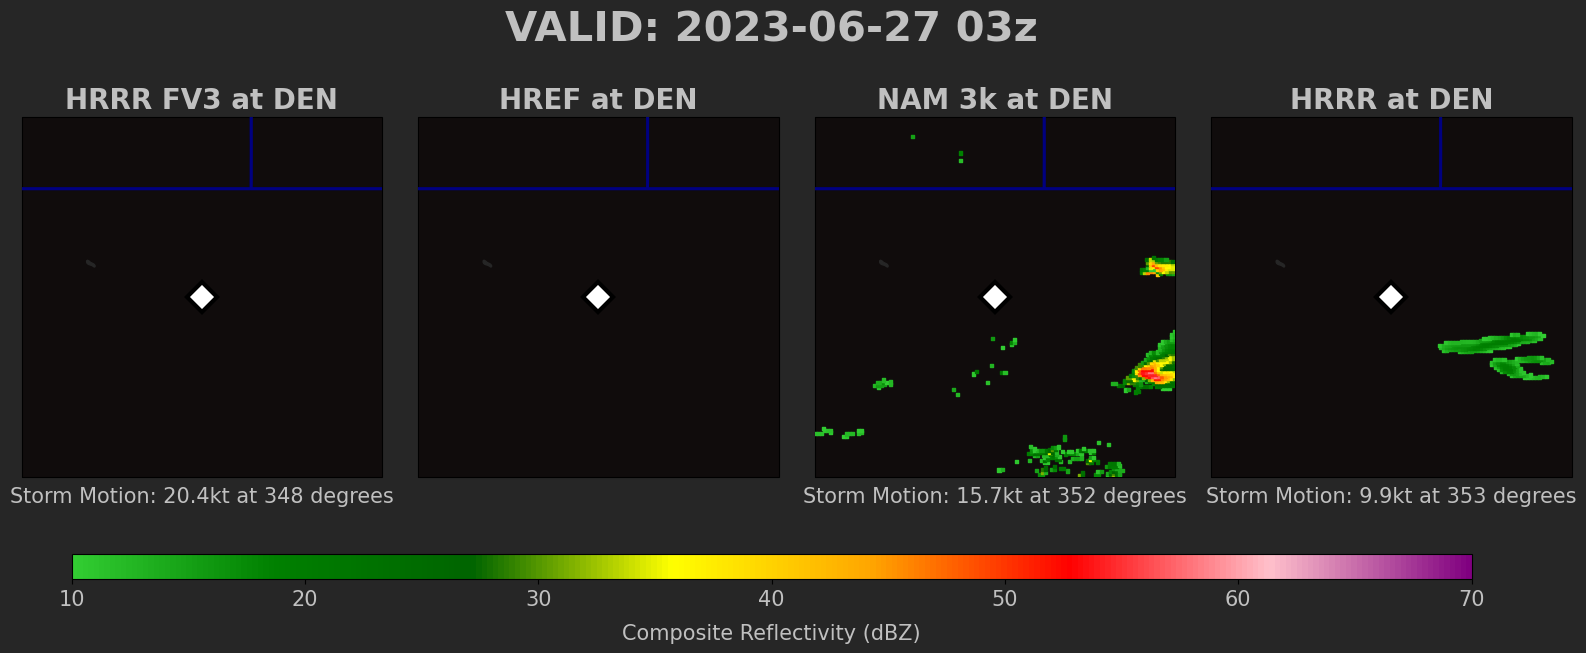 VALID: 2023-06-27 03z
HRRR FV3 at DEN
HREF at DEN
NAM 3k at DEN
HRRR at DEN
Storm Motion: 20.4kt at 348 degrees
Storm Motion: 15.7kt at 352 degrees
Storm Motion: 9.9kt at 353 degrees
10 20 30 40 50 60 70
Composite Reflectivity (dBZ)